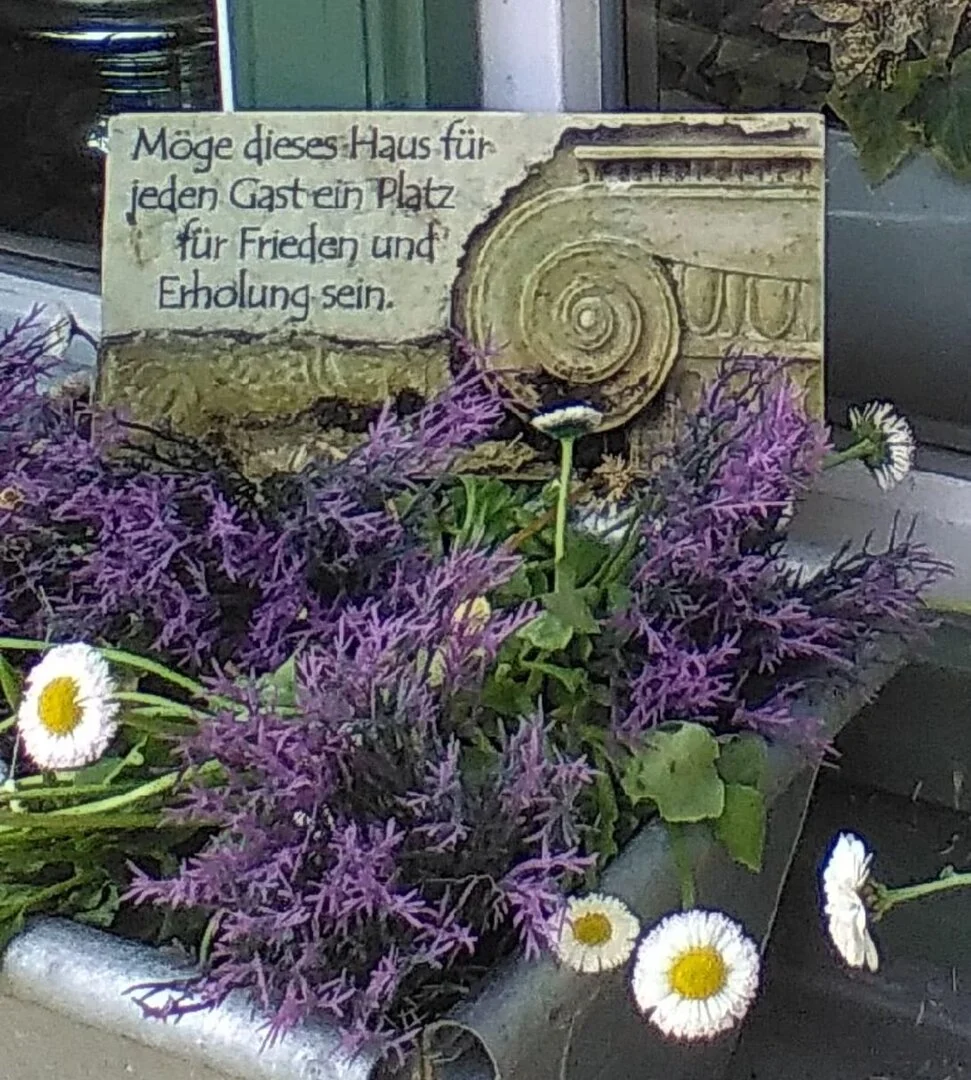 Möge dieses Haus für
jeden Gast ein Platz
für Frieden und
Erholung sein.